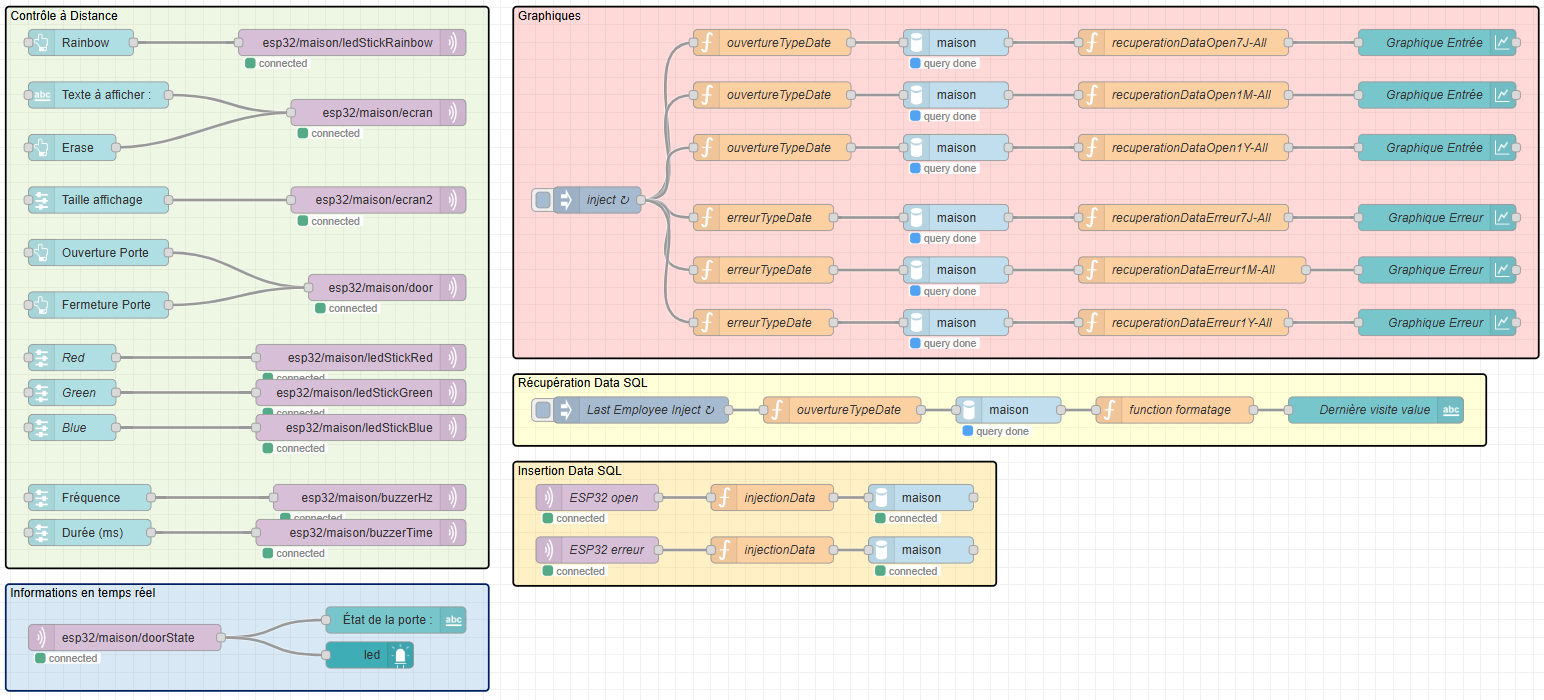 Contrôle à Distance
Rainbow
esp32/maison/ledStickRainbow
connected
abc
Texte à afficher :
esp32/maison/ecran
connected
Erase
Taille affichage
esp32/maison/ecran2
connected
Ouverture Porte
esp32/maison/door
connected
Fermeture Porte
Red
esp32/maison/ledStickRed
connected
Green
esp32/maison/ledStickGreen
connected
Blue
esp32/maison/ledStickBlue
connected
Fréquence
esp32/maison/buzzerHz
connected
Durée (ms)
esp32/maison/buzzerTime
connected
Informations en temps réel
esp32/maison/doorState
connected
État de la porte :
abc
led
Graphiques
inject ↻
ouvertureTypeDate
maison
query done
recuperationDataOpen7J-All
Graphique Entrée
ouvertureTypeDate
maison
query done
recuperationDataOpen1M-All
Graphique Entrée
ouvertureTypeDate
maison
query done
recuperationDataOpen1Y-All
Graphique Entrée
erreurTypeDate
maison
query done
recuperationDataErreur7J-All
Graphique Erreur
erreurTypeDate
maison
query done
recuperationDataErreur1M-All
Graphique Erreur
erreurTypeDate
maison
query done
recuperationDataErreur1Y-All
Graphique Erreur
Récupération Data SQL
Last Employee Inject ↻
ouvertureTypeDate
maison
query done
function formatage
Dernière visite value
abc
Insertion Data SQL
ESP32 open
connected
injectionData
maison
connected
ESP32 erreur
connected
injectionData
maison
connected